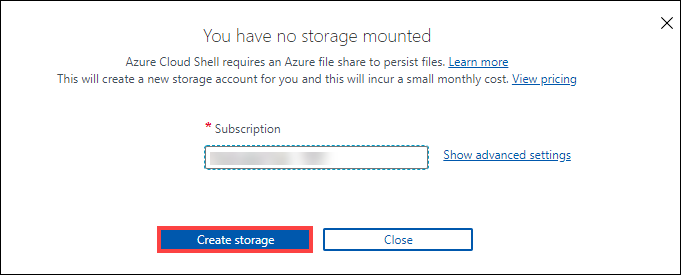 You have no storage mounted
Azure Cloud Shell requires an Azure file share to persist files. Learn more
This will create a new storage account for you and this will incur a small monthly cost. View pricing
* Subscription
Show advanced settings
Create storage
Close